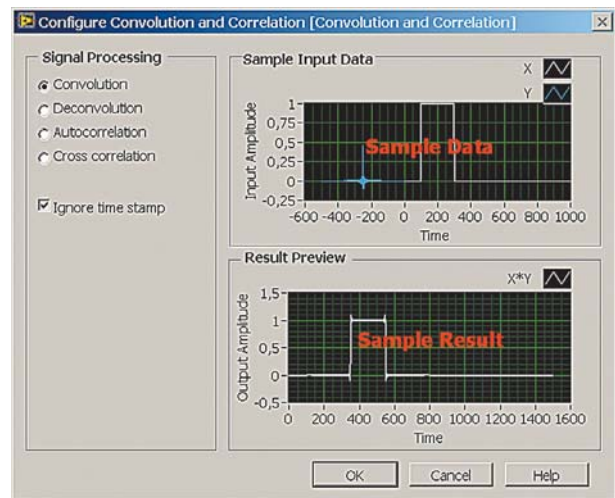 Configure Convolution and Correlation [Convolution and Correlation]
Signal Processing
Convolution
Deconvolution
Autocorrelation
Cross correlation
Ignore time stamp
Sample Input Data
X
Y
Input Amplitude
1
0,75
0,5
0,25
0
-0,25
Sample Data
-600 -400 -200 0 200 400 600 800 1000
Time
Result Preview
X*Y
Output Amplitude
1,5
1
0,5
0
-0,5
Sample Result
0 200 400 600 800 1000 1200 1400 1600
Time
OK Cancel Help